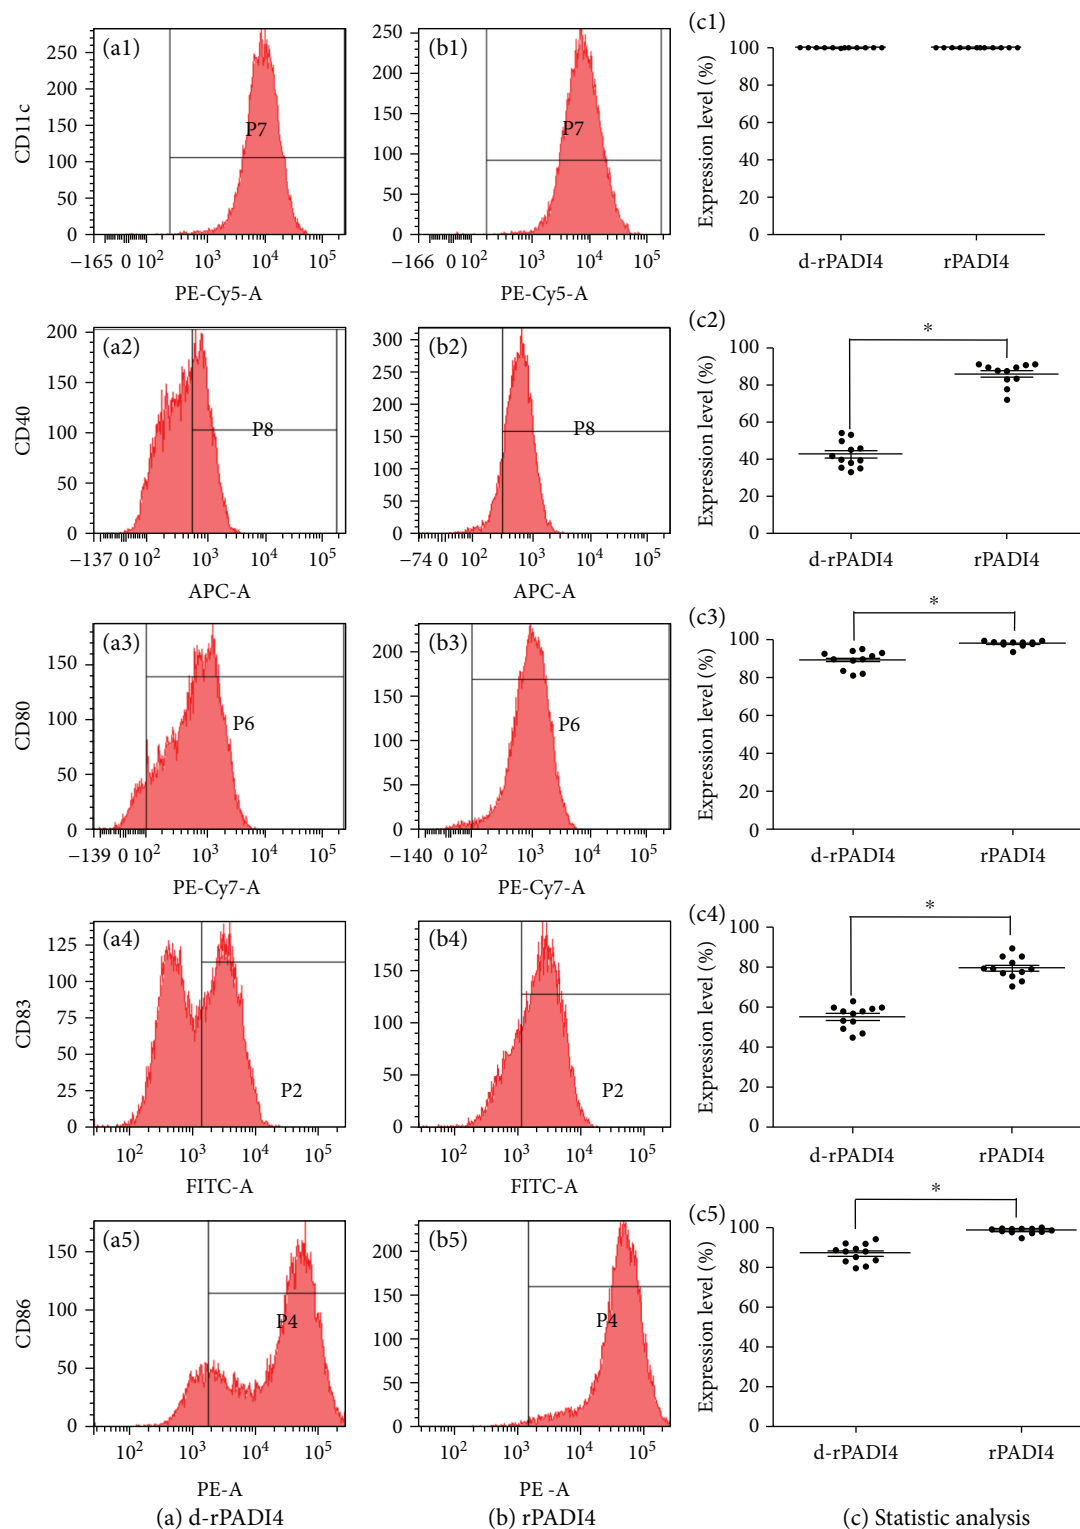 (a1)
250
200
150
100
50
0
CD11c
P7
−165 0 10² 10³ 10⁴ 10⁵
PE-Cy5-A
(b1)
250
200
150
100
50
0
P7
−166 0 10² 10³ 10⁴ 10⁵
PE-Cy5-A
(c1)
100
80
60
40
20
0
Expression level (%)
d-rPADI4 rPADI4
(a2)
200
150
100
50
0
CD40
P8
−137 0 10² 10³ 10⁴ 10⁵
APC-A
(b2)
300
250
200
150
100
50
0
P8
−74 0 10² 10³ 10⁴ 10⁵
APC-A
(c2)
*
100
80
60
40
20
0
Expression level (%)
d-rPADI4 rPADI4
(a3)
150
100
50
0
CD80
P6
−139 0 10² 10³ 10⁴ 10⁵
PE-Cy7-A
(b3)
200
150
100
50
0
P6
−140 0 10² 10³ 10⁴ 10⁵
PE-Cy7-A
(c3)
*
100
80
60
40
20
0
Expression level (%)
d-rPADI4 rPADI4
(a4)
125
100
75
50
25
0
CD83
P2
10² 10³ 10⁴ 10⁵
FITC-A
(b4)
150
100
50
0
P2
10² 10³ 10⁴ 10⁵
FITC-A
(c4)
*
100
80
60
40
20
0
Expression level (%)
d-rPADI4 rPADI4
(a5)
150
100
50
0
CD86
P4
10² 10³ 10⁴ 10⁵
PE-A
(b5)
200
150
100
50
0
P4
10² 10³ 10⁴ 10⁵
PE -A
(c5)
*
100
80
60
40
20
0
Expression level (%)
d-rPADI4 rPADI4
(a) d-rPADI4
(b) rPADI4
(c) Statistic analysis